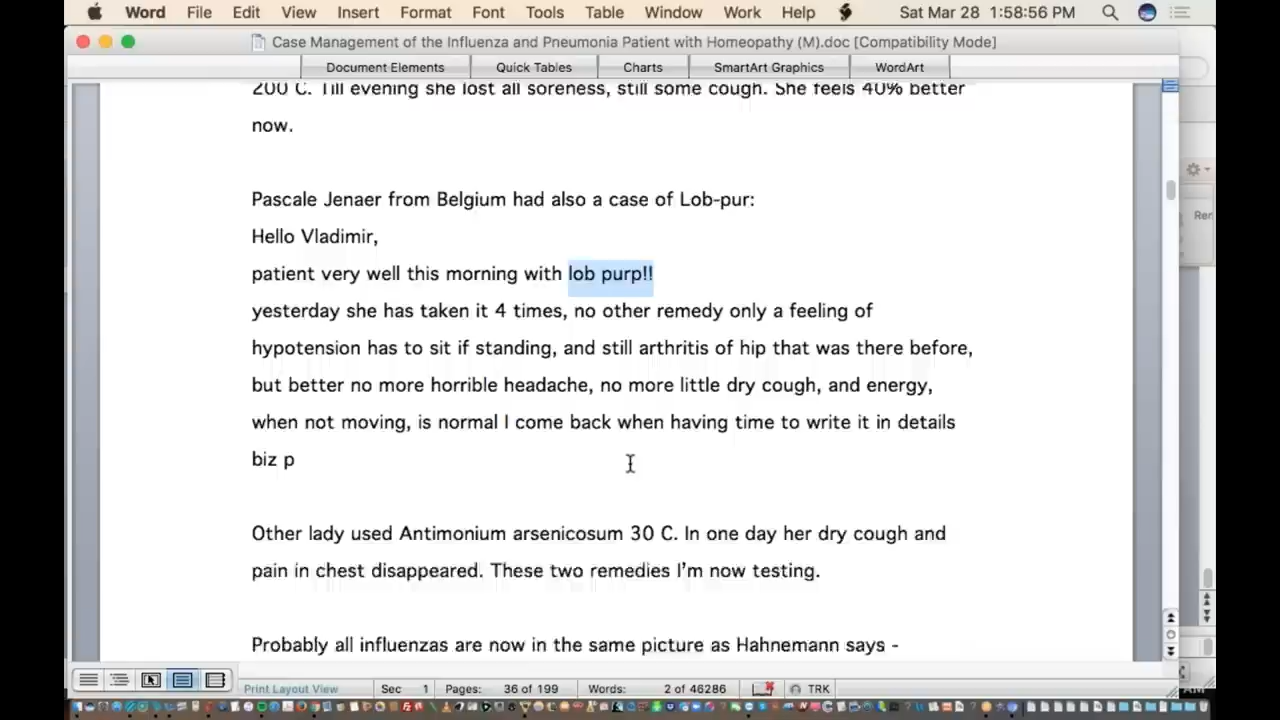 Word File Edit View Insert Format Font Tools Table Window Work Help Sat Mar 28 1:58:56 PM
Case Management of the Influenza and Pneumonia Patient with Homeopathy (M).doc [Compatibility Mode]
Document Elements Quick Tables Charts SmartArt Graphics WordArt
200 C. Till evening she lost all soreness, still some cough. She feels 40% better
now.
Pascale Jenaer from Belgium had also a case of Lob-pur:
Hello Vladimir,
patient very well this morning with lob purp!!
yesterday she has taken it 4 times, no other remedy only a feeling of
hypotension has to sit if standing, and still arthritis of hip that was there before,
but better no more horrible headache, no more little dry cough, and energy,
when not moving, is normal I come back when having time to write it in details
biz p
Other lady used Antimonium arsenicosum 30 C. In one day her dry cough and
pain in chest disappeared. These two remedies I'm now testing.
Probably all influenzas are now in the same picture as Hahnemann says -
Print Layout View Sec 1 Pages: 36 of 199 Words: 2 of 46286 TRK